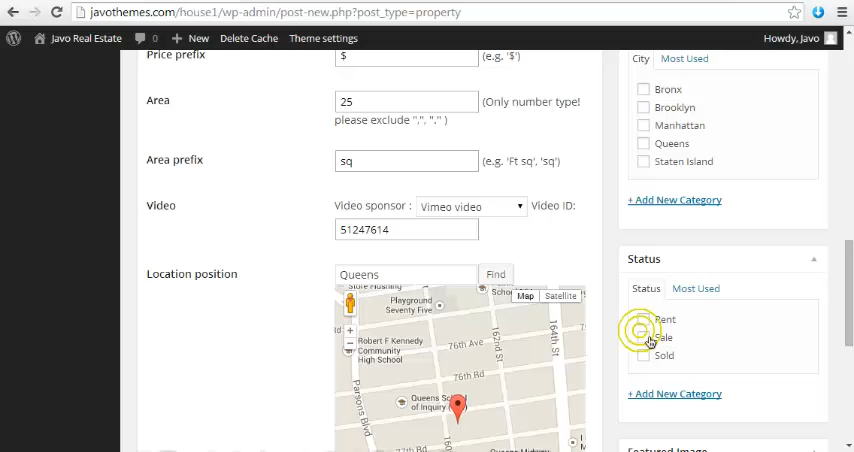 javothemes.com/house1/wp-admin/post-new.php?post_type=property
Javo Real Estate
0
New
Delete Cache
Theme settings
Howdy, Javo
Price prefix
$
(e.g. '$')
Area
25
(Only number type!
please exclude ",", "." )
Area prefix
sq
(e.g. 'Ft sq', 'sq')
Video
Video sponsor :
Vimeo video
Video ID:
51247614
Location position
Queens
Find
Map
Satellite
Playground
Seventy Five
Robert F Kennedy
Community
High School
76th Ave
76th Rd
Queens School
of Inquiry
Parsons Blvd
162nd St
164th St
160
77th Rd
Queens Midway
City
Most Used
Bronx
Brooklyn
Manhattan
Queens
Staten Island
+ Add New Category
Status
Status
Most Used
Rent
Sale
Sold
+ Add New Category
Featured Image